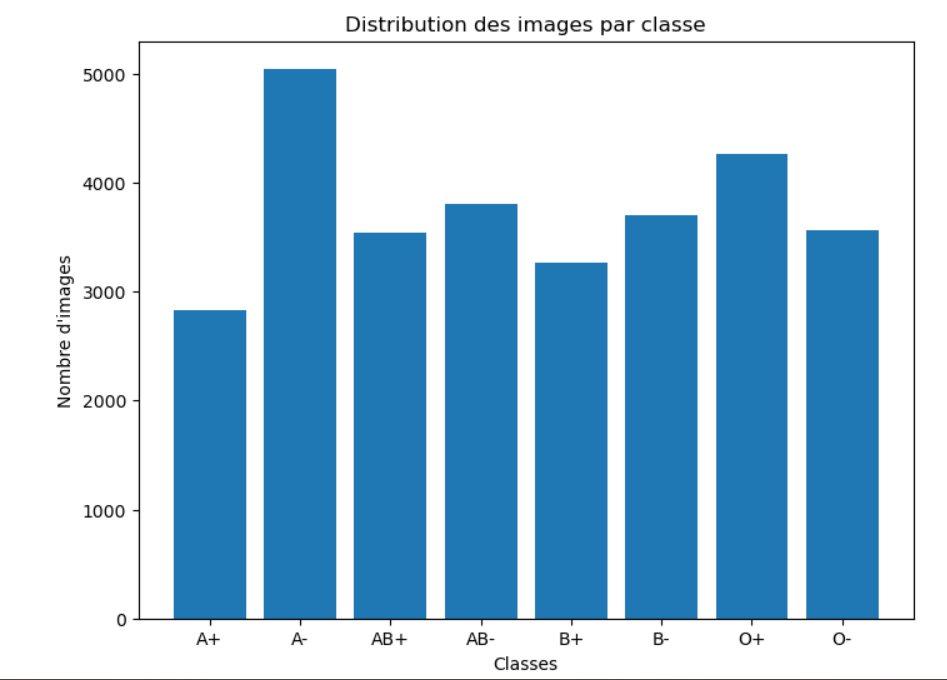 Distribution des images par classe
Nombre d'images
5000
4000
3000
2000
1000
0
A+ A- AB+ AB- B+ B- O+ O-
Classes